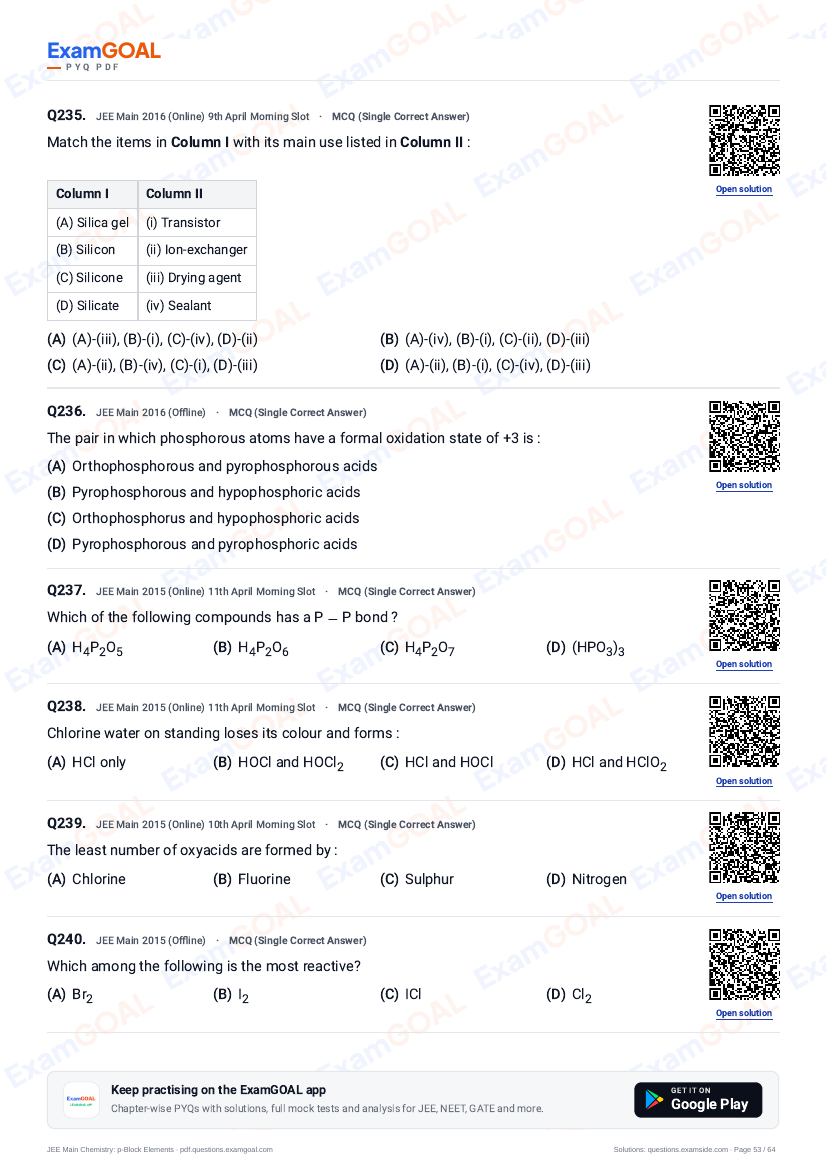 ExamGOAL
PYQ PDF
Q235. JEE Main 2016 (Online) 9th April Morning Slot · MCQ (Single Correct Answer)
Match the items in Column I with its main use listed in Column II :
Open solution
Column I Column II
(A) Silica gel (i) Transistor
(B) Silicon (ii) Ion-exchanger
(C) Silicone (iii) Drying agent
(D) Silicate (iv) Sealant
(A) (A)-(iii), (B)-(i), (C)-(iv), (D)-(ii) (B) (A)-(iv), (B)-(i), (C)-(ii), (D)-(iii)
(C) (A)-(ii), (B)-(iv), (C)-(i), (D)-(iii) (D) (A)-(ii), (B)-(i), (C)-(iv), (D)-(iii)
Q236. JEE Main 2016 (Offline) · MCQ (Single Correct Answer)
The pair in which phosphorous atoms have a formal oxidation state of +3 is :
(A) Orthophosphorous and pyrophosphorous acids
(B) Pyrophosphorous and hypophosphoric acids
Open solution
(C) Orthophosphorus and hypophosphoric acids
(D) Pyrophosphorous and pyrophosphoric acids
Q237. JEE Main 2015 (Online) 11th April Morning Slot · MCQ (Single Correct Answer)
Which of the following compounds has a P − P bond ?
(A) H₄P₂O₅ (B) H₄P₂O₆ (C) H₄P₂O₇ (D) (HPO₃)₃
Open solution
Q238. JEE Main 2015 (Online) 11th April Morning Slot · MCQ (Single Correct Answer)
Chlorine water on standing loses its colour and forms :
(A) HCl only (B) HOCl and HOCl₂ (C) HCl and HOCl (D) HCl and HClO₂
Open solution
Q239. JEE Main 2015 (Online) 10th April Morning Slot · MCQ (Single Correct Answer)
The least number of oxyacids are formed by :
(A) Chlorine (B) Fluorine (C) Sulphur (D) Nitrogen
Open solution
Q240. JEE Main 2015 (Offline) · MCQ (Single Correct Answer)
Which among the following is the most reactive?
(A) Br₂ (B) I₂ (C) ICl (D) Cl₂
Open solution
Keep practising on the ExamGOAL app
Chapter-wise PYQs with solutions, full mock tests and analysis for JEE, NEET, GATE and more.
GET IT ON
Google Play
JEE Main Chemistry: p-Block Elements · pdf.questions.examgoal.com Solutions: questions.examside.com · Page 53 / 64